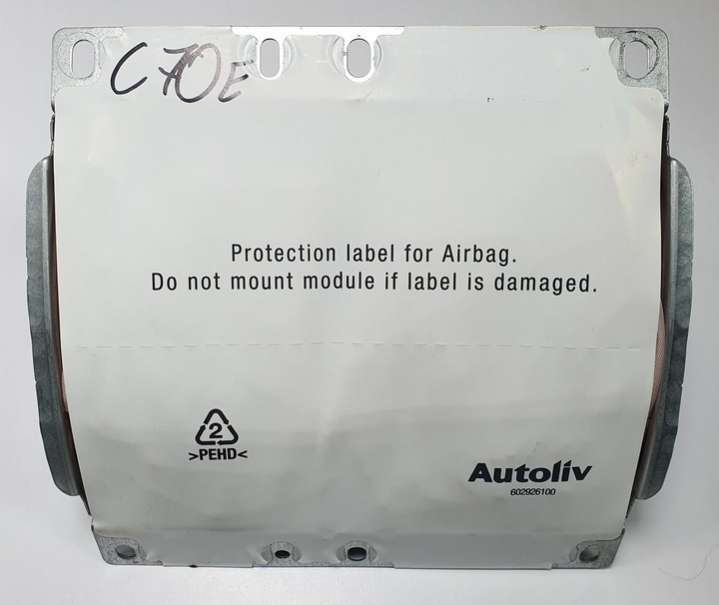 C70E
Protection label for Airbag.
Do not mount module if label is damaged.
2
>PEHD<
Autoliv
602926100